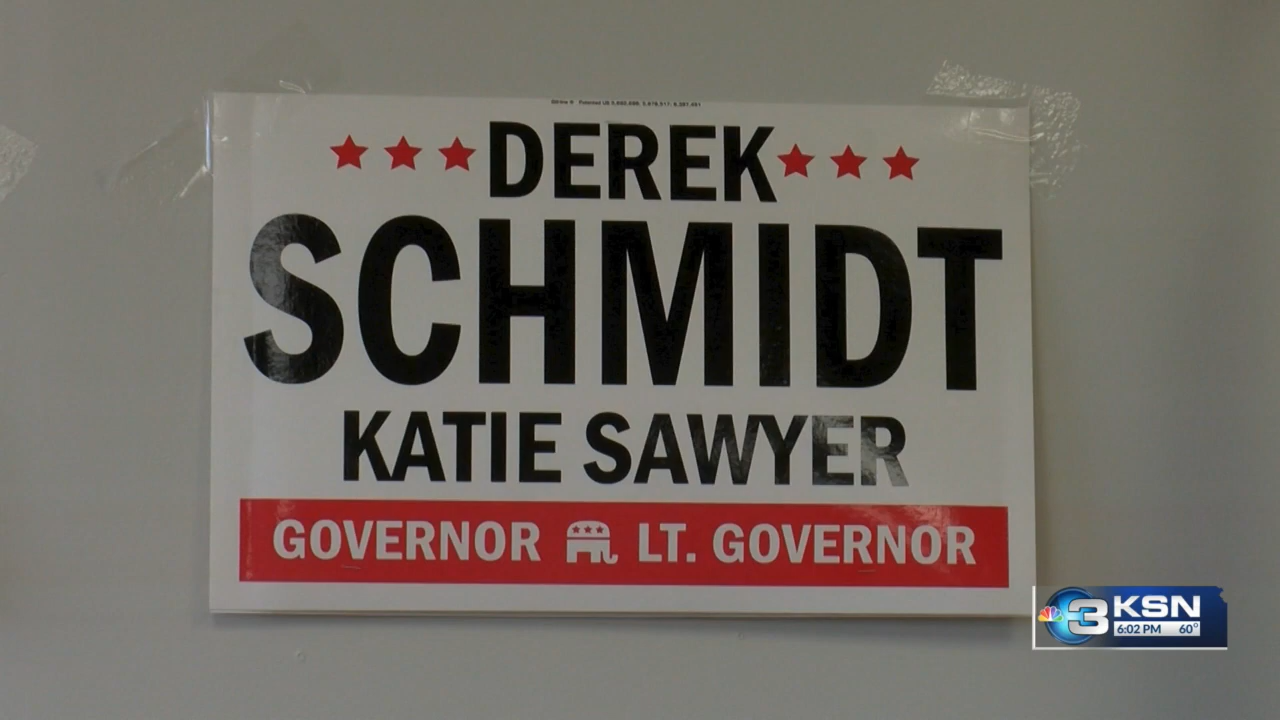 DEREK
SCHMIDT
KATIE SAWYER
GOVERNOR LT. GOVERNOR
3 KSN
6:02 PM 60°